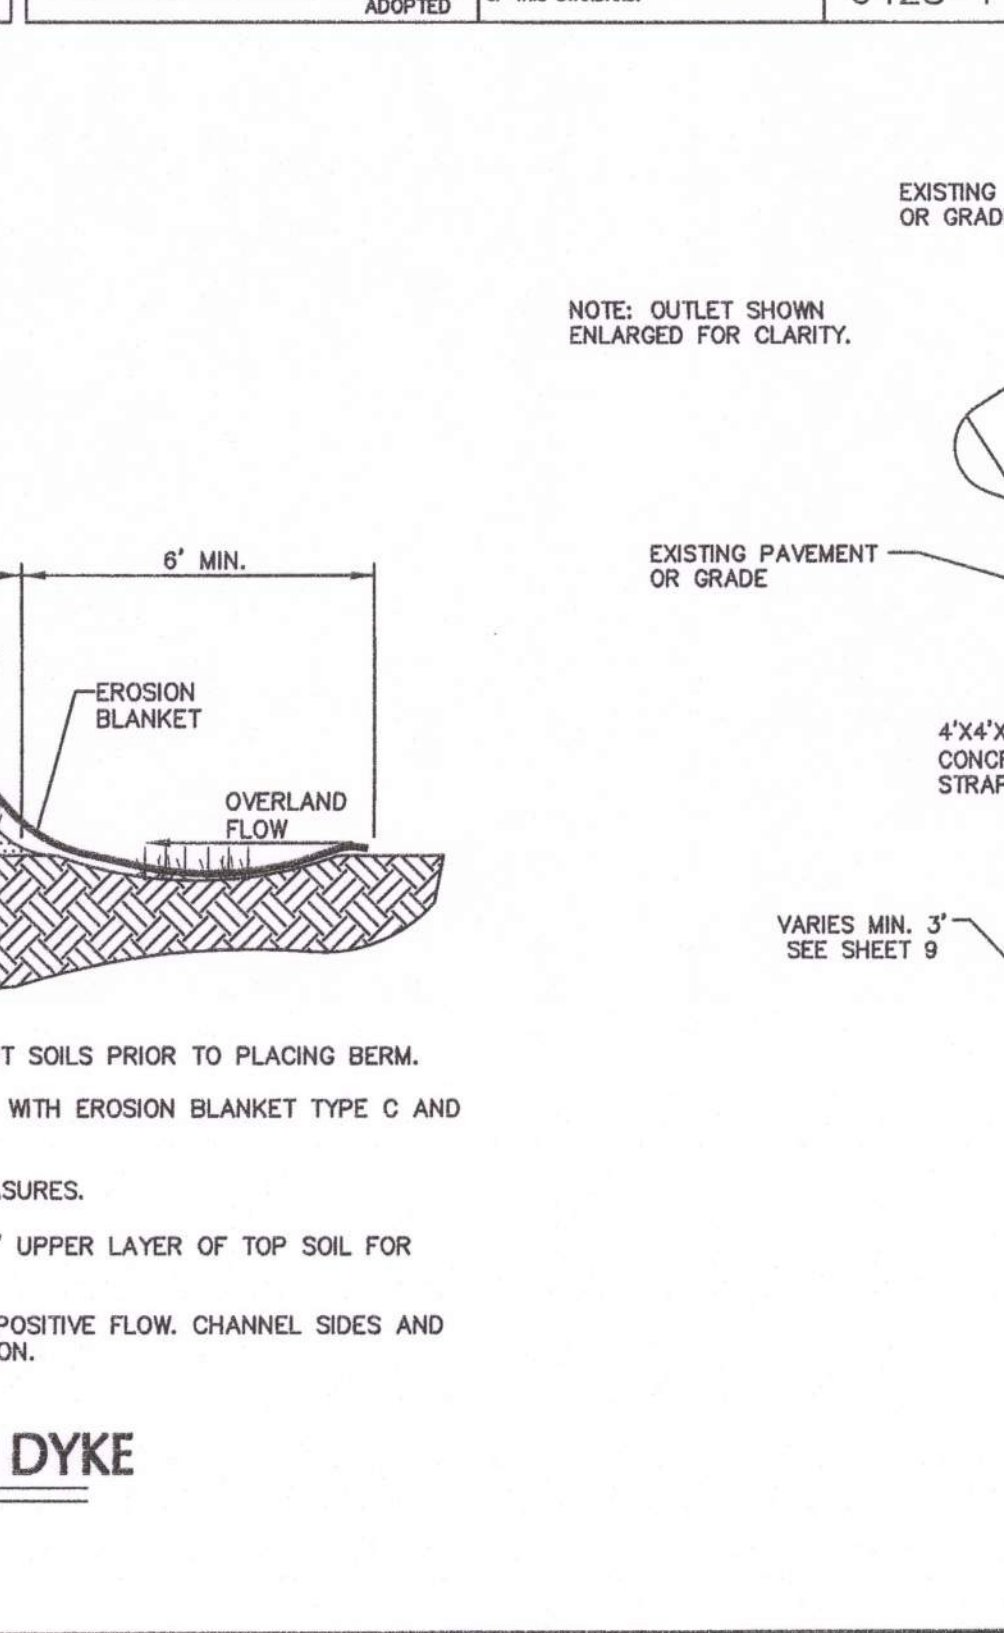 ADOPTED
EXISTING
OR GRAD
NOTE: OUTLET SHOWN
ENLARGED FOR CLARITY.
6' MIN.
EXISTING PAVEMENT
OR GRADE
EROSION
BLANKET
4'X4'X
CONCR
STRAP
OVERLAND
FLOW
VARIES MIN. 3'
SEE SHEET 9
T SOILS PRIOR TO PLACING BERM.
WITH EROSION BLANKET TYPE C AND
SURES.
UPPER LAYER OF TOP SOIL FOR
POSITIVE FLOW. CHANNEL SIDES AND
ON.
DYKE